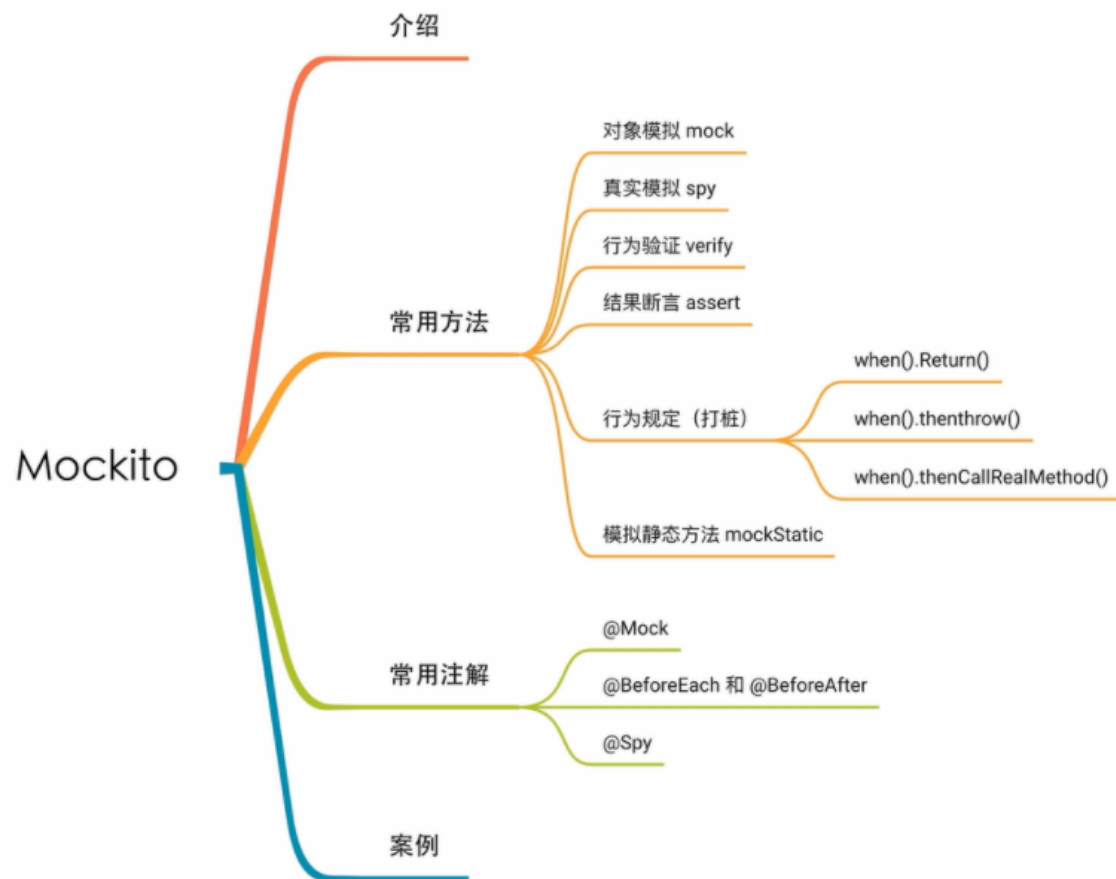 介绍
对象模拟 mock
真实模拟 spy
行为验证 verify
结果断言 assert
常用方法
when().Return()
行为规定（打桩）
when().thenthrow()
when().thenCallRealMethod()
Mockito
模拟静态方法 mockStatic
@Mock
常用注解
@BeforeEach 和 @BeforeAfter
@Spy
案例